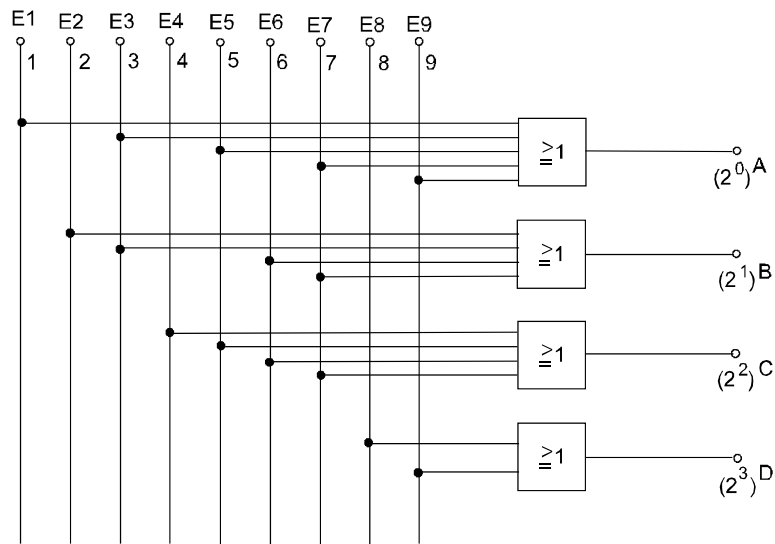 E1 E2 E3 E4 E5 E6 E7 E8 E9
1 2 3 4 5 6 7 8 9
≥1
(2⁰) A
≥1
(2¹) B
≥1
(2²) C
≥1
(2³) D